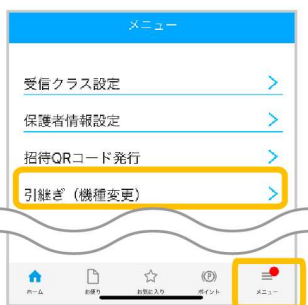 メニュー
受信クラス設定
保護者情報設定
招待QRコード発行
引継ぎ（機種変更）
ホーム
お便り
お気に入り
ポイント
メニュー